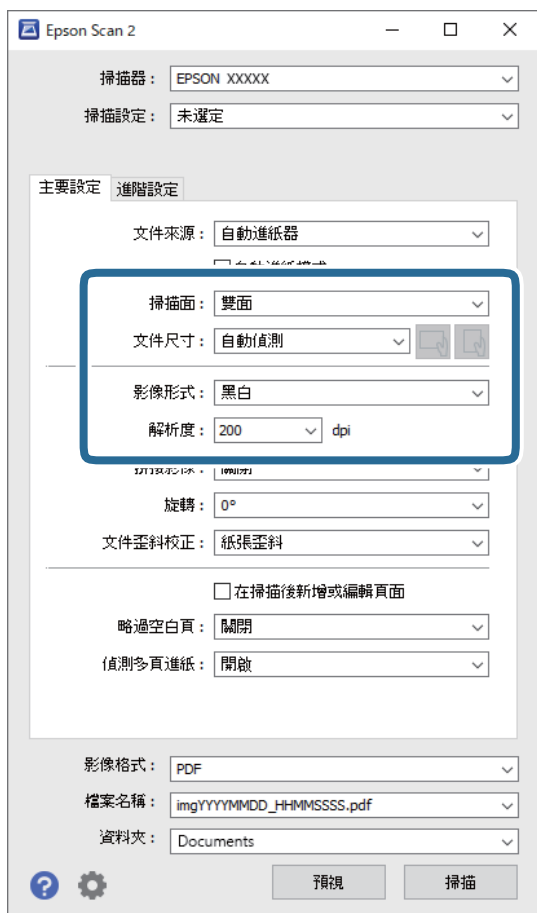 Epson Scan 2
掃描器： EPSON XXXXX
掃描設定： 未選定
主要設定 進階設定
文件來源： 自動進紙器
掃描面： 雙面
文件尺寸： 自動偵測
影像形式： 黑白
解析度： 200 dpi
旋轉： 0°
文件歪斜校正： 紙張歪斜
在掃描後新增或編輯頁面
略過空白頁： 關閉
偵測多頁進紙： 開啟
影像格式： PDF
檔案名稱： imgYYYYMMDD_HHMMSSSS.pdf
資料夾： Documents
? 預視 掃描